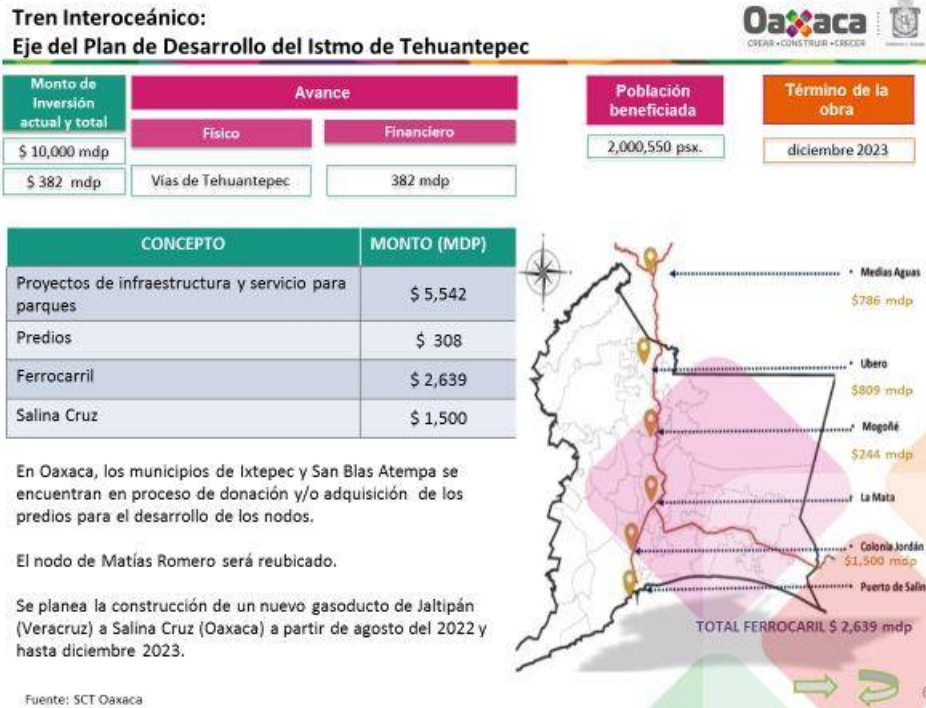 Tren Interoceánico:
Eje del Plan de Desarrollo del Istmo de Tehuantepec
Oaxaca
CREAR • CONSTRUIR • CRECER
Monto de
Inversión
actual y total
$ 10,000 mdp
$ 382 mdp
Avance
Físico
Financiero
Vías de Tehuantepec
382 mdp
Población
beneficiada
2,000,550 psx.
Término de la
obra
diciembre 2023
CONCEPTO
MONTO (MDP)
Proyectos de infraestructura y servicio para
parques
$ 5,542
Predios
$ 308
Ferrocarril
$ 2,639
Salina Cruz
$ 1,500
En Oaxaca, los municipios de Ixtepec y San Blas Atempa se
encuentran en proceso de donación y/o adquisición de los
predios para el desarrollo de los nodos.
El nodo de Matías Romero será reubicado.
Se planea la construcción de un nuevo gasoducto de Jaltipán
(Veracruz) a Salina Cruz (Oaxaca) a partir de agosto del 2022 y
hasta diciembre 2023.
Fuente: SCT Oaxaca
• Medias Aguas
$786 mdp
• Ubero
$809 mdp
• Mogoñé
$244 mdp
• La Mata
• Colonia Jordán
$1,500 mdp
• Puerto de Salin
TOTAL FERROCARIL $ 2,639 mdp